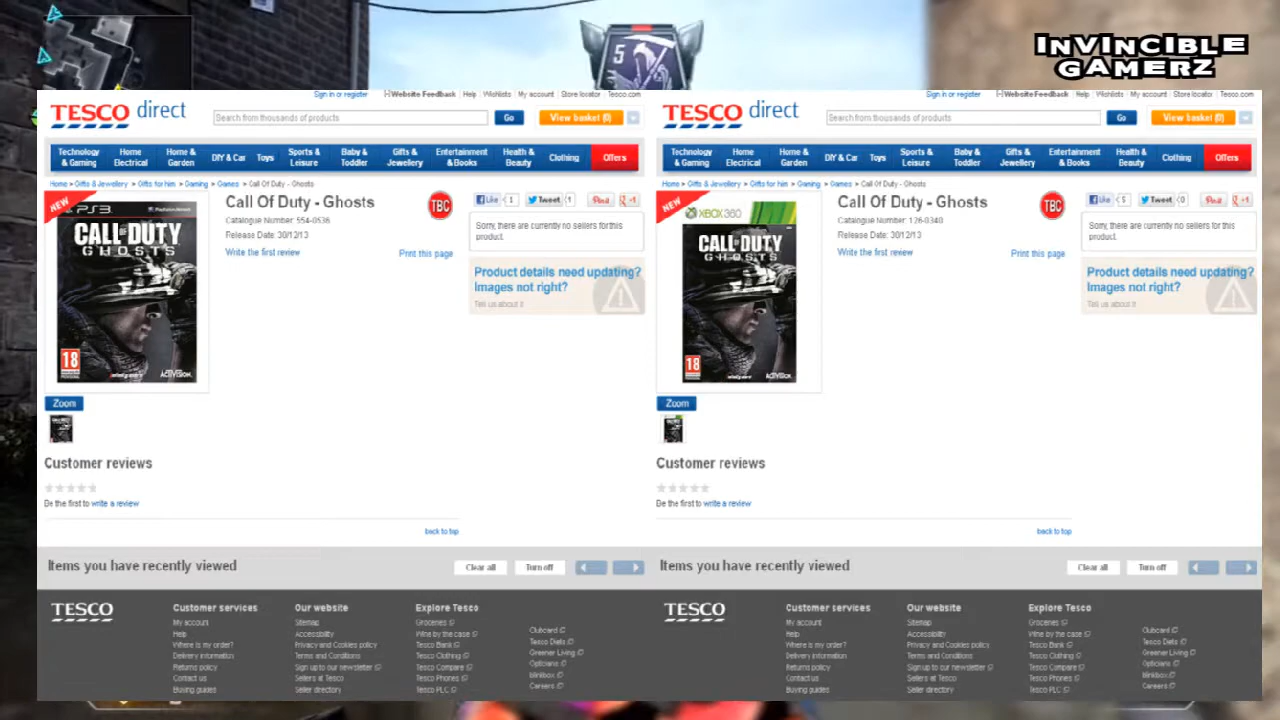 INVINCIBLE
GAMERZ
5
Sign in or register Website Feedback Help Wishlists My account Store locator Tesco.com
TESCO direct
Search from thousands of products Go View basket (0)
Technology & Gaming Home Electrical Home & Garden DIY & Car Toys Sports & Leisure Baby & Toddler Gifts & Jewellery Entertainment & Books Health & Beauty Clothing Offers
Home » Gifts & Jewellery » Gifts for him » Gaming » Games » Call Of Duty - Ghosts
NEW
PS3
CALL OF DUTY
GHOSTS
18
ACTIVISION
Call Of Duty - Ghosts
TBC
Catalogue Number: 554-0536
Release Date: 30/12/13
Write the first review Print this page
Like 1 Tweet 1 Pin it +1
Sorry, there are currently no sellers for this
product.
Product details need updating?
Images not right?
Tell us about it
Zoom
Customer reviews
Be the first to write a review
back to top
Items you have recently viewed Clear all Turn off
TESCO
Customer services
My account
Help
Where is my order?
Delivery information
Returns policy
Contact us
Buying guides
Our website
Sitemap
Accessibility
Privacy and Cookies policy
Terms and Conditions
Sign up to our newsletter
Sellers at Tesco
Seller directory
Explore Tesco
Groceries
Wine by the case
Tesco Bank
Tesco Clothing
Tesco Compare
Tesco Phones
Tesco PLC
Clubcard
Tesco Diets
Greener Living
Opticians
blinkbox
Careers
Sign in or register Website Feedback Help Wishlists My account Store locator Tesco.com
TESCO direct
Search from thousands of products Go View basket (0)
Technology & Gaming Home Electrical Home & Garden DIY & Car Toys Sports & Leisure Baby & Toddler Gifts & Jewellery Entertainment & Books Health & Beauty Clothing Offers
Home » Gifts & Jewellery » Gifts for him » Gaming » Games » Call Of Duty - Ghosts
NEW
XBOX 360
CALL OF DUTY
GHOSTS
18
ACTIVISION
Call Of Duty - Ghosts
TBC
Catalogue Number: 126-0340
Release Date: 30/12/13
Write the first review Print this page
Like 5 Tweet 0 Pin it +1
Sorry, there are currently no sellers for this
product.
Product details need updating?
Images not right?
Tell us about it
Zoom
Customer reviews
Be the first to write a review
back to top
Items you have recently viewed Clear all Turn off
TESCO
Customer services
My account
Help
Where is my order?
Delivery information
Returns policy
Contact us
Buying guides
Our website
Sitemap
Accessibility
Privacy and Cookies policy
Terms and Conditions
Sign up to our newsletter
Sellers at Tesco
Seller directory
Explore Tesco
Groceries
Wine by the case
Tesco Bank
Tesco Clothing
Tesco Compare
Tesco Phones
Tesco PLC
Clubcard
Tesco Diets
Greener Living
Opticians
blinkbox
Careers